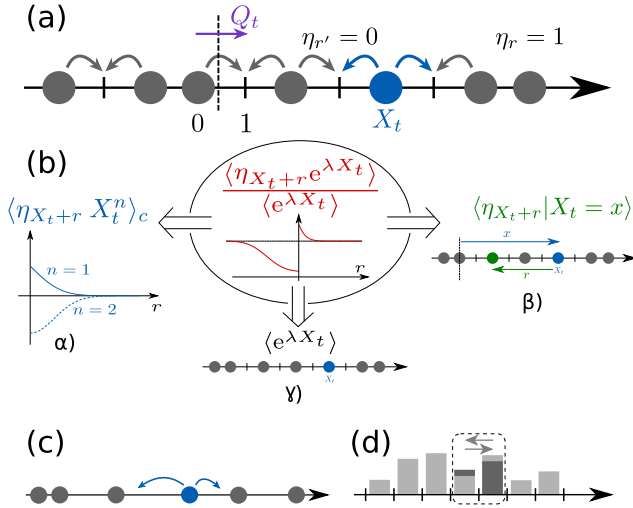 (a)
Q_t
η_{r'} = 0
η_r = 1
0
1
X_t
(b)
⟨η_{X_t+r} X_t^n⟩_c
n = 1
n = 2
r
α)
⟨η_{X_t+r} e^{λX_t}⟩
⟨e^{λX_t}⟩
r
⟨η_{X_t+r}|X_t = x⟩
x
r
X_t
β)
⟨e^{λX_t}⟩
X_t
γ)
(c)
(d)